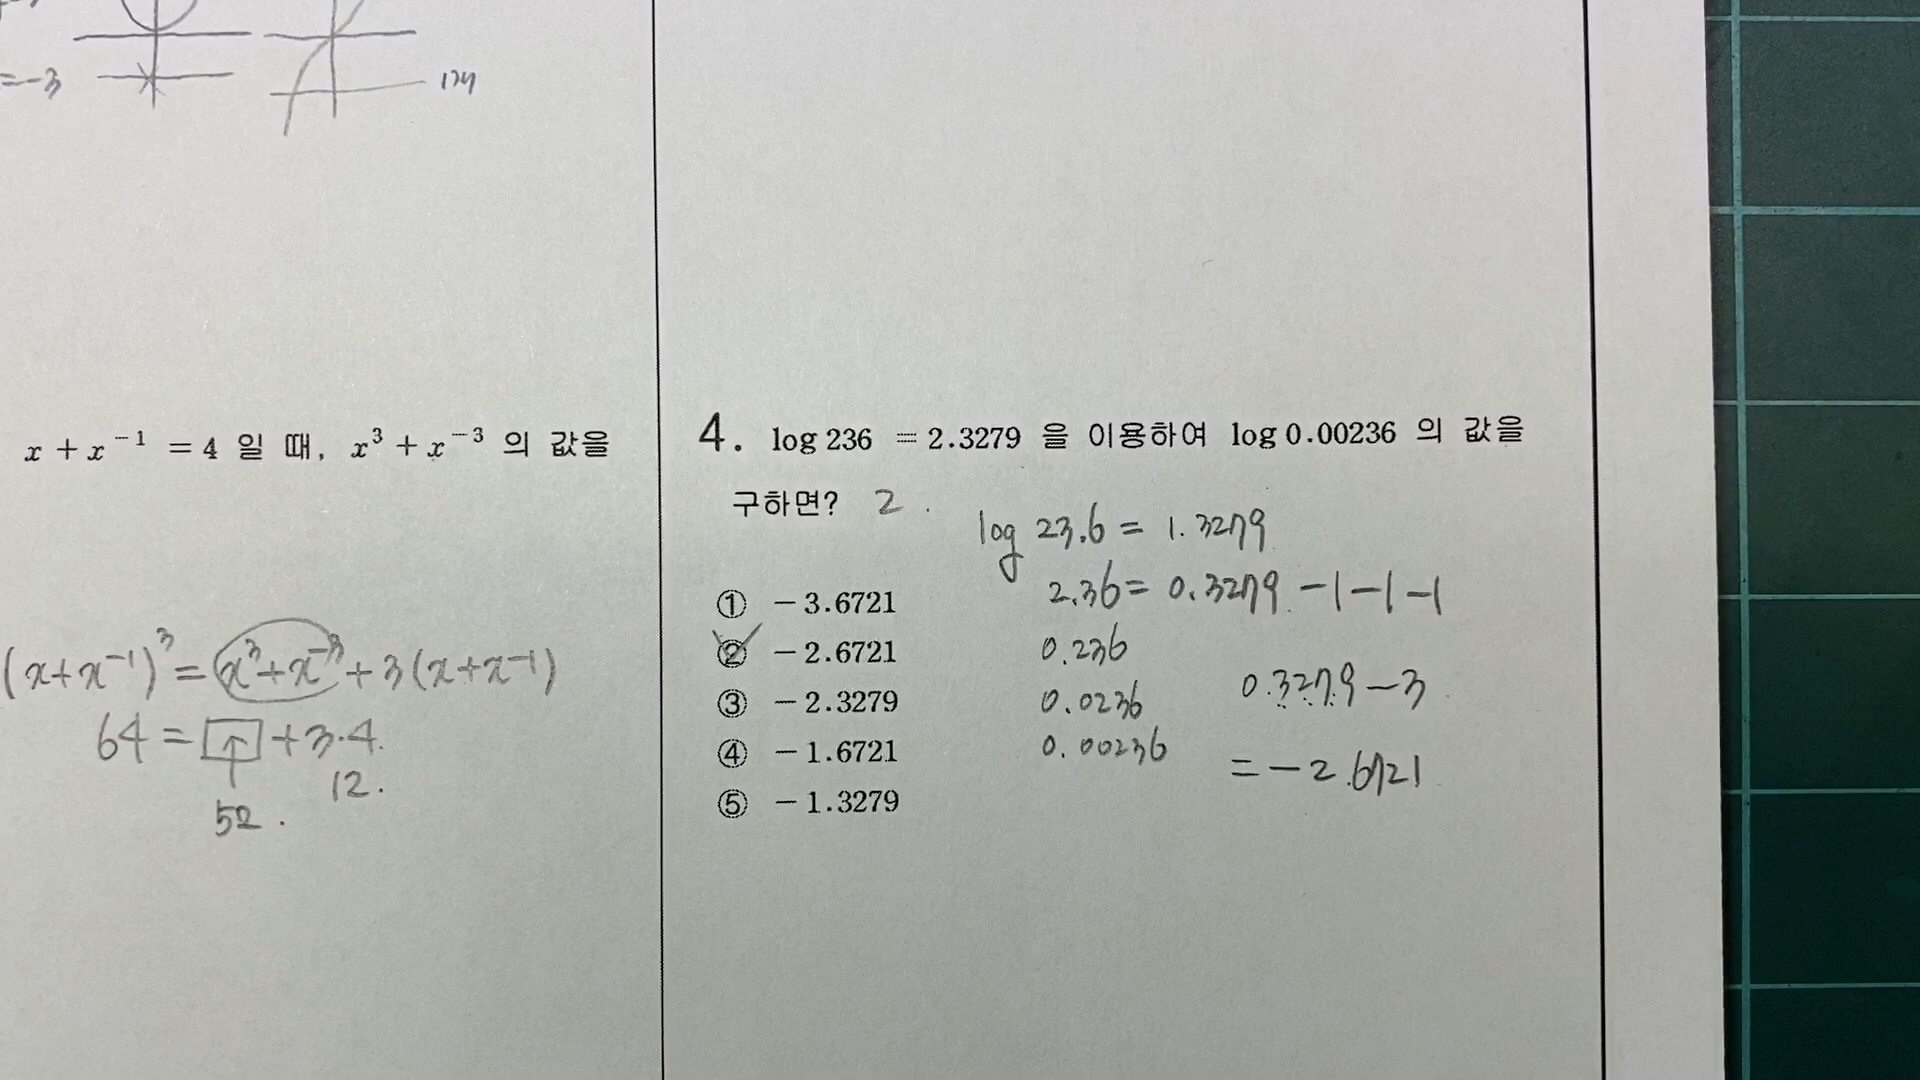 =-3
x + x⁻¹ = 4 일 때, x³ + x⁻³ 의 값을
(x+x⁻¹)³ = x³+x⁻³ + 3(x+x⁻¹)
64 = ↑ + 3·4.
12.
52.
4. log 236 = 2.3279 을 이용하여 log 0.00236 의 값을
구하면? 2.
log 23.6 = 1.3279
2.36 = 0.3279 -1-1-1
① -3.6721
② -2.6721
0.236
③ -2.3279
0.0236
0.3279-3
④ -1.6721
0.00236
= -2.6721
⑤ -1.3279